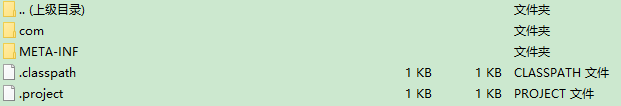 .. (上级目录) 文件夹
com 文件夹
META-INF 文件夹
.classpath 1 KB 1 KB CLASSPATH 文件
.project 1 KB 1 KB PROJECT 文件